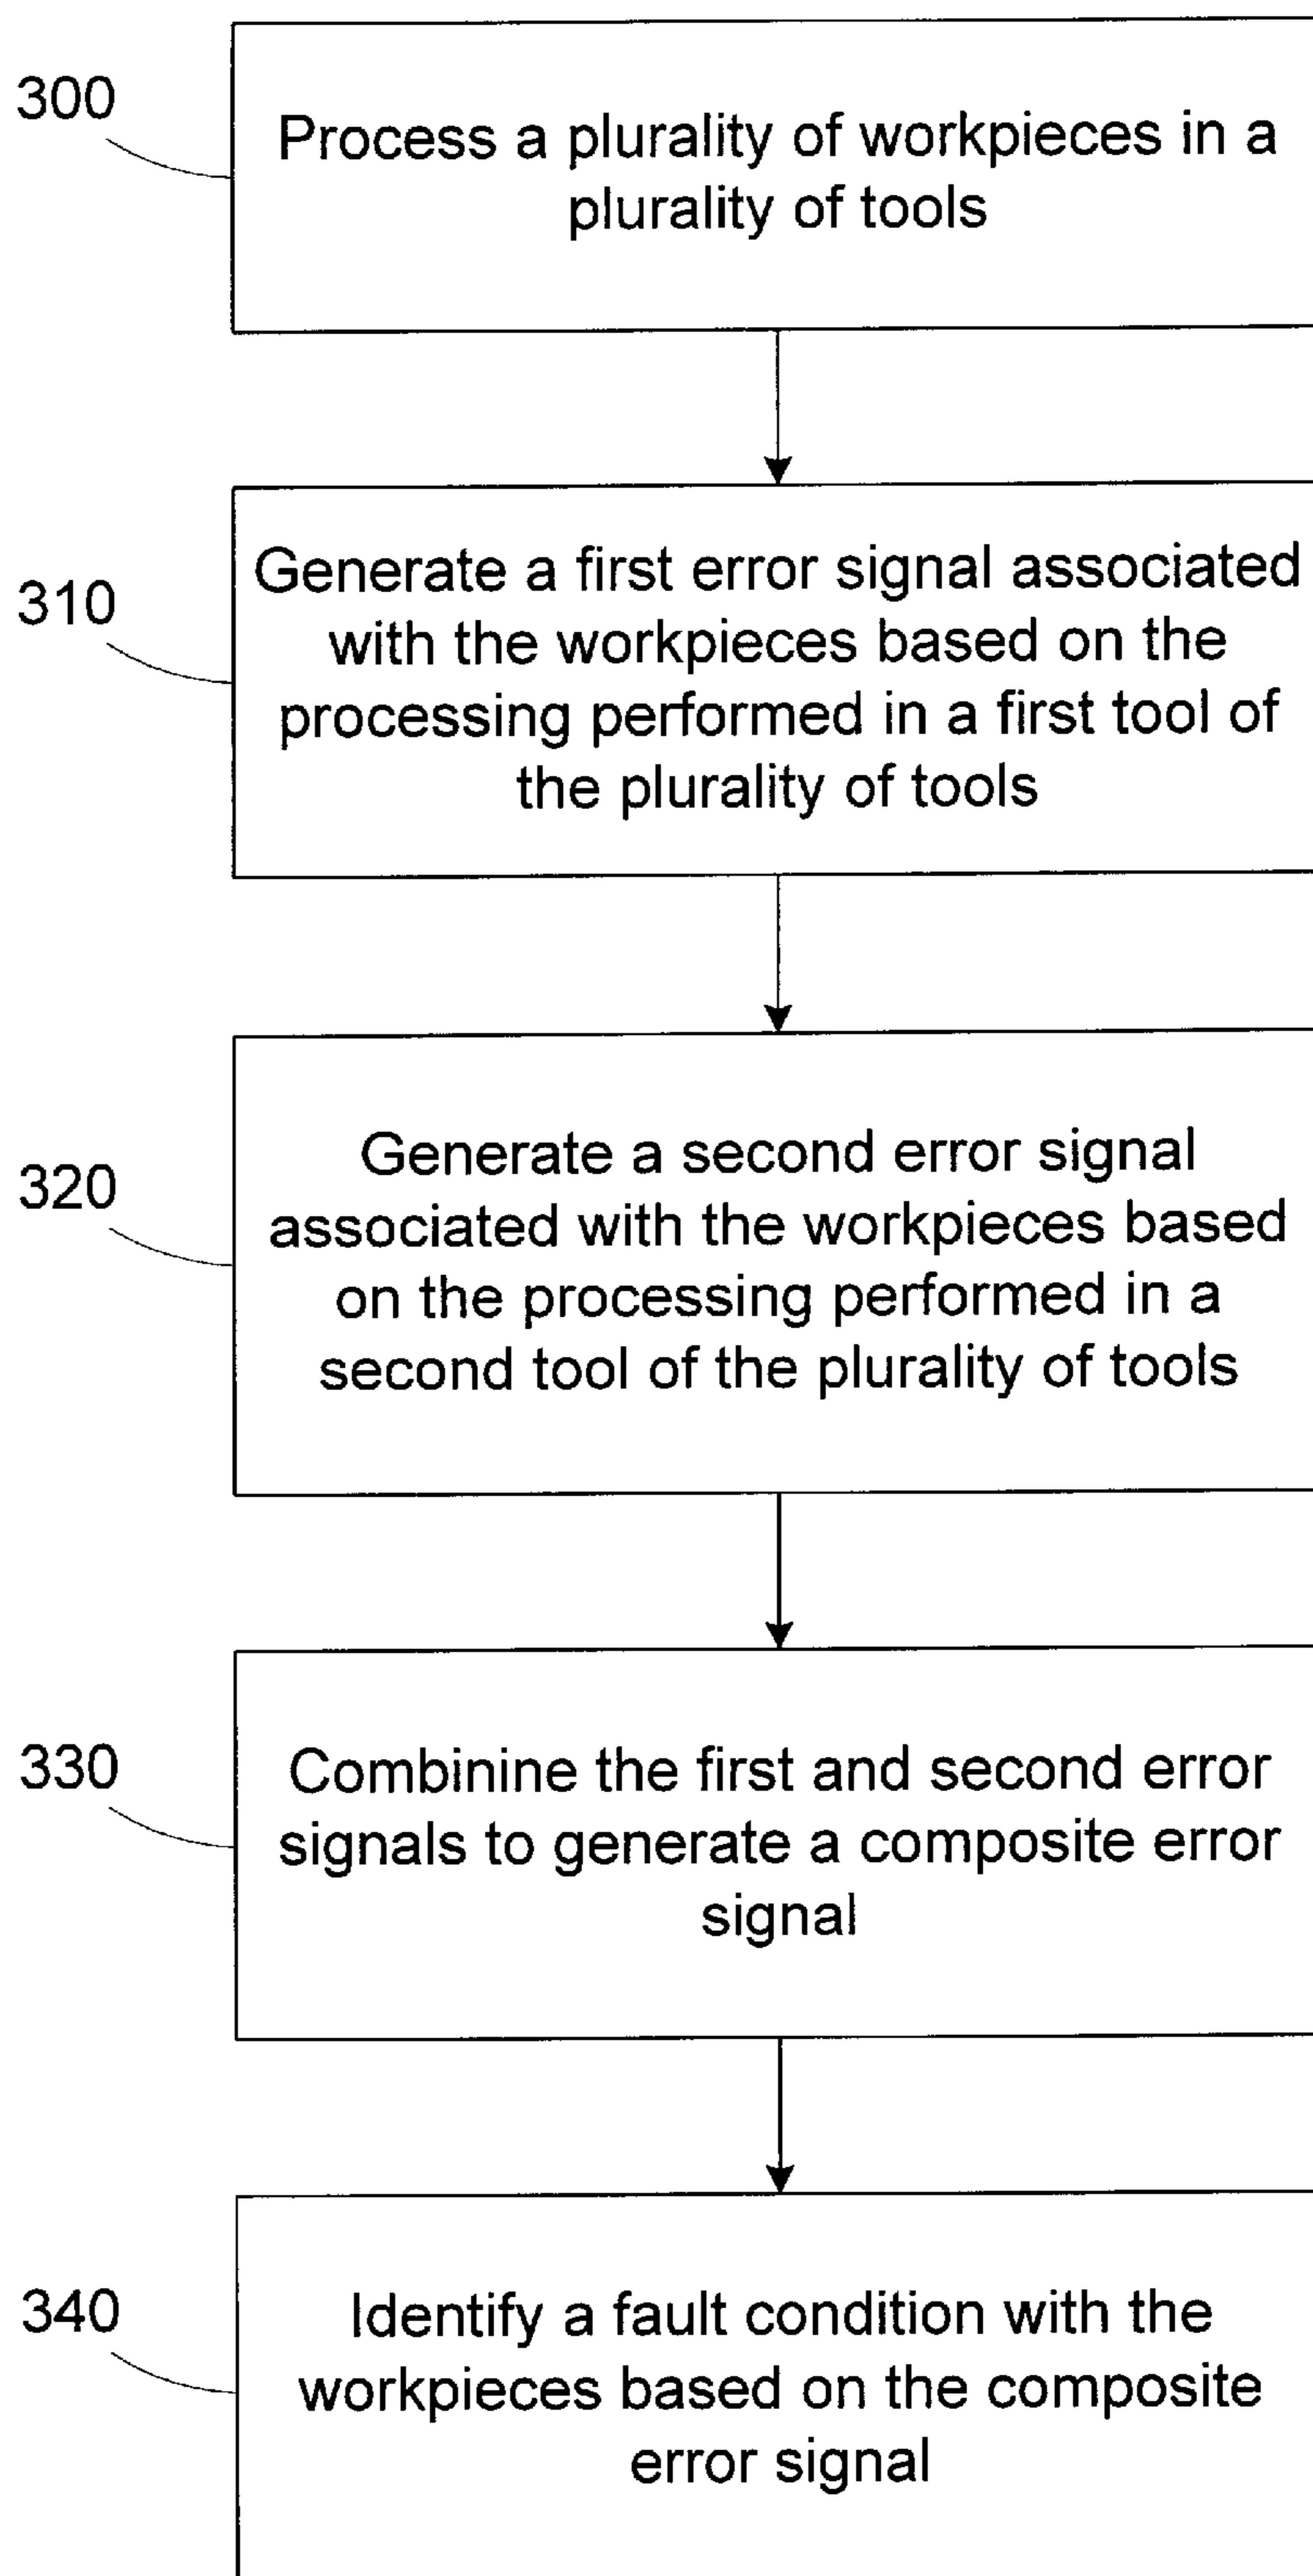 300
Process a plurality of workpieces in a
plurality of tools
310
Generate a first error signal associated
with the workpieces based on the
processing performed in a first tool of
the plurality of tools
320
Generate a second error signal
associated with the workpieces based
on the processing performed in a
second tool of the plurality of tools
330
Combinine the first and second error
signals to generate a composite error
signal
340
Identify a fault condition with the
workpieces based on the composite
error signal